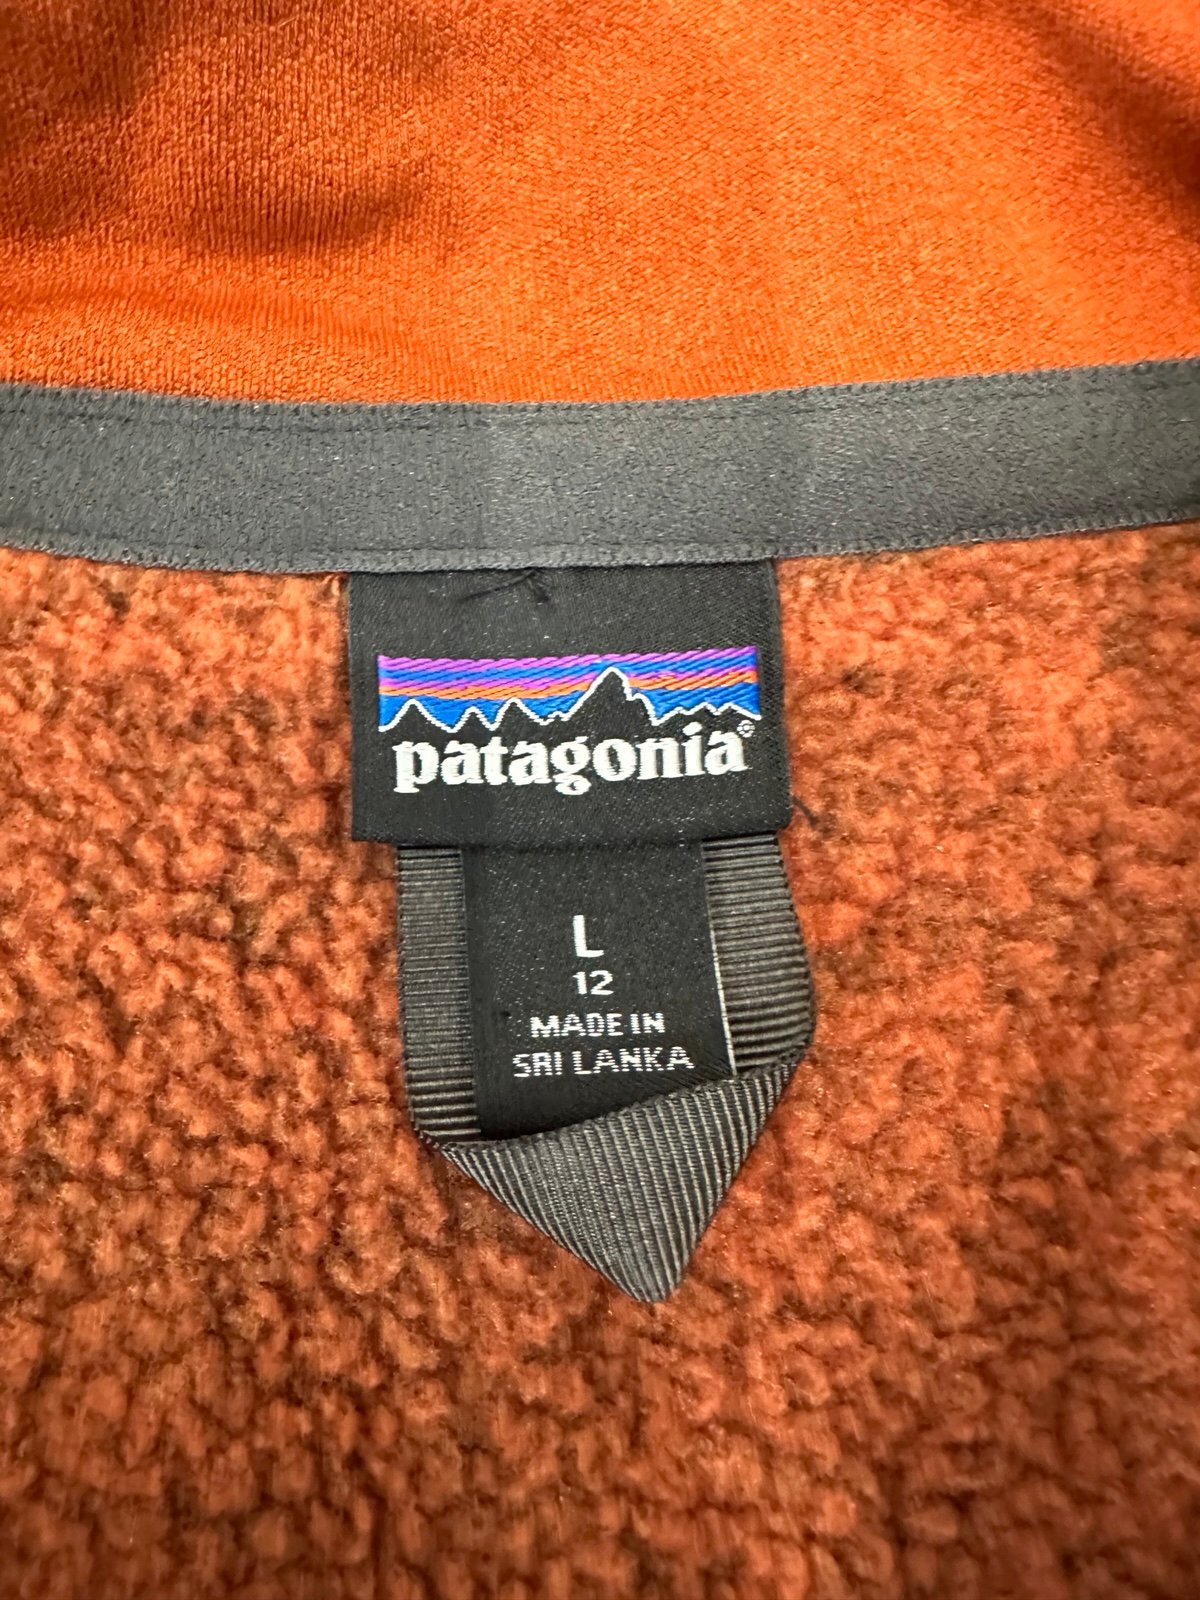 patagonia®
L
12
MADE IN
SRI LANKA